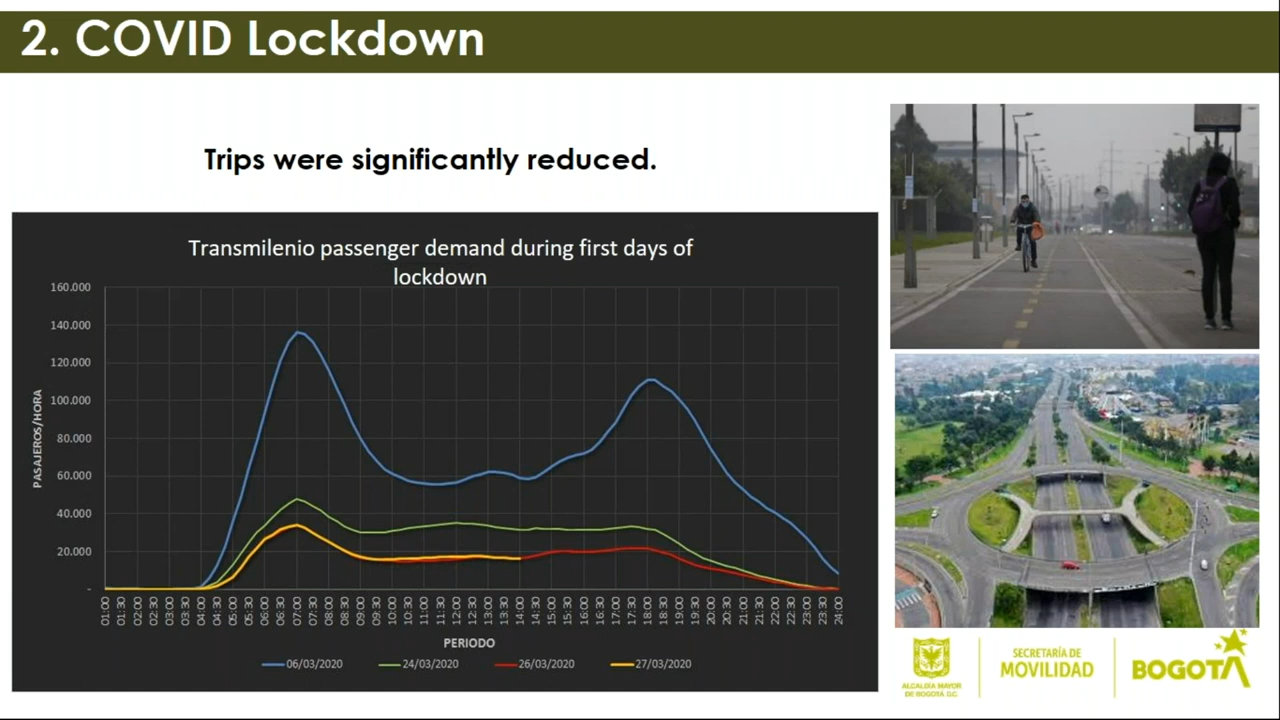 2. COVID Lockdown
Trips were significantly reduced.
Transmilenio passenger demand during first days of
lockdown
160.000
140.000
120.000
100.000
80.000
60.000
40.000
20.000
-
PASAJEROS/HORA
01:00 01:30 02:00 02:30 03:00 03:30 04:00 04:30 05:00 05:30 06:00 06:30 07:00 07:30 08:00 08:30 09:00 09:30 10:00 10:30 11:00 11:30 12:00 12:30 13:00 13:30 14:00 14:30 15:00 15:30 16:00 16:30 17:00 17:30 18:00 18:30 19:00 19:30 20:00 20:30 21:00 21:30 22:00 22:30 23:00 23:30 24:00
PERIODO
06/03/2020 24/03/2020 26/03/2020 27/03/2020
ALCALDÍA MAYOR
DE BOGOTÁ D.C.
SECRETARÍA DE
MOVILIDAD
BOGOTÁ